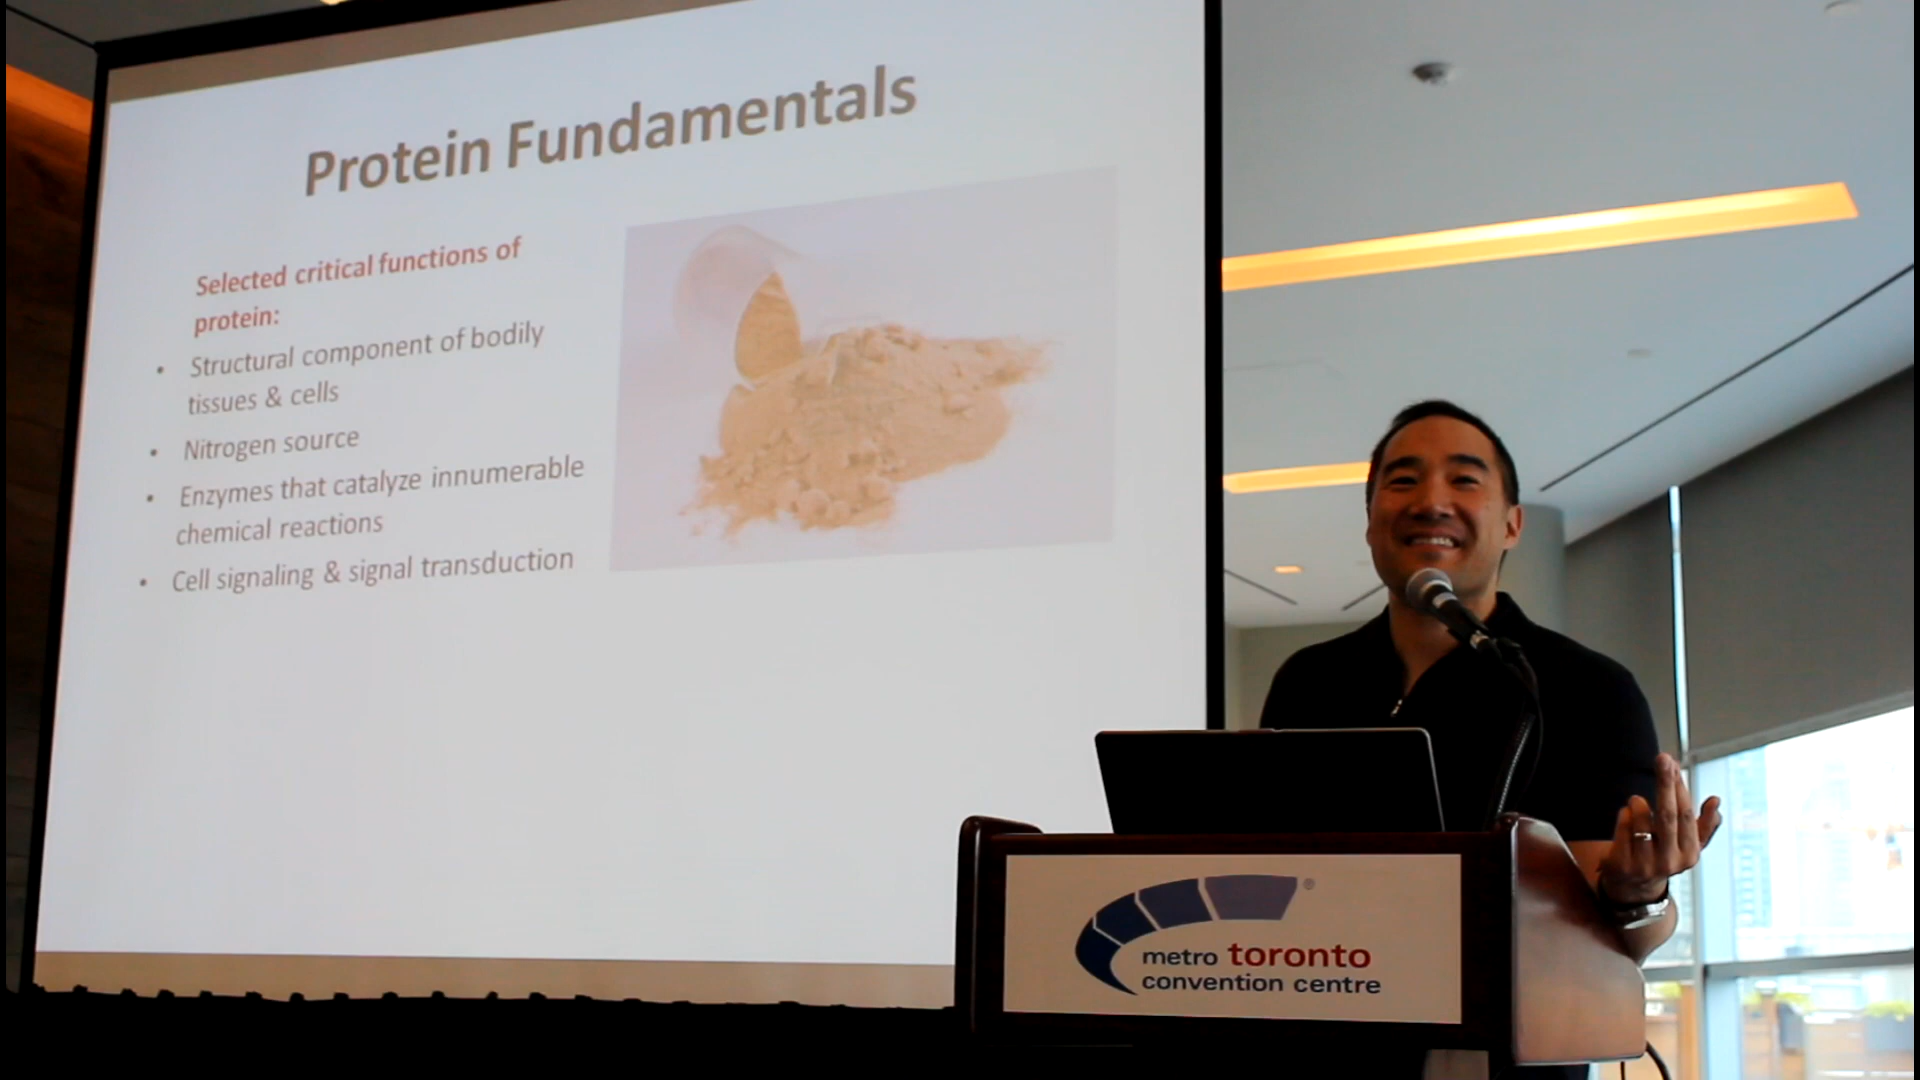 Protein Fundamentals
Selected critical functions of
protein:
• Structural component of bodily
tissues & cells
• Nitrogen source
• Enzymes that catalyze innumerable
chemical reactions
• Cell signaling & signal transduction
®
metro toronto
convention centre